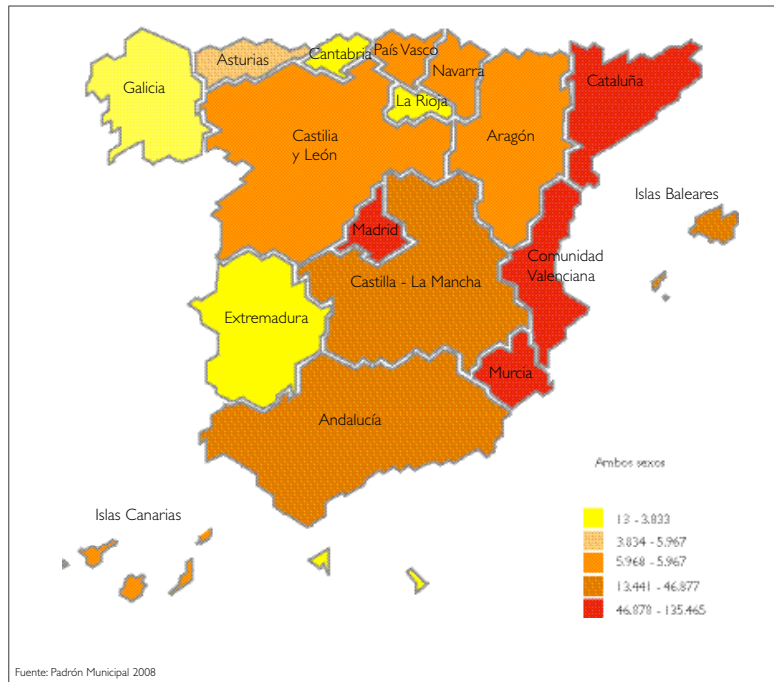 Cantabria
País Vasco
Asturias
Navarra
Galicia
Cataluña
La Rioja
Castilia
y León
Aragón
Islas Baleares
Madrid
Comunidad
Valenciana
Castilla - La Mancha
Extremadura
Murcia
Andalucía
Ambos sexos
Islas Canarias
13 - 3.833
3.834 - 5.967
5.968 - 5.967
13.441 - 46.877
46.878 - 135.465
Fuente: Padrón Municipal 2008